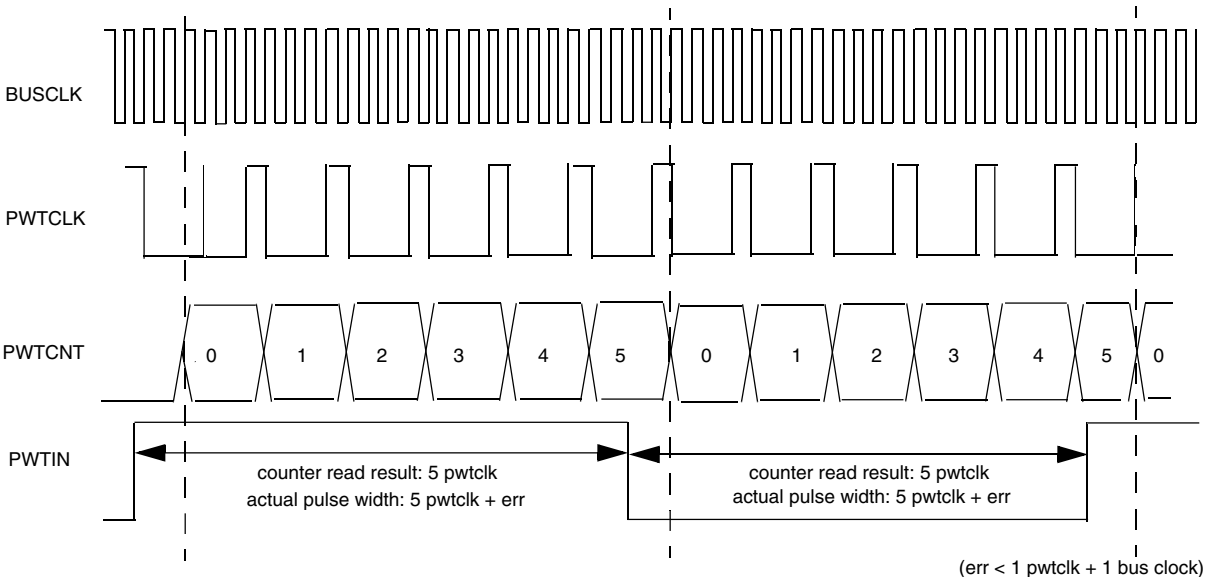 BUSCLK
PWTCLK
PWTCNT
0 1 2 3 4 5 0 1 2 3 4 5 0
PWTIN
counter read result: 5 pwtclk
actual pulse width: 5 pwtclk + err
counter read result: 5 pwtclk
actual pulse width: 5 pwtclk + err
(err < 1 pwtclk + 1 bus clock)